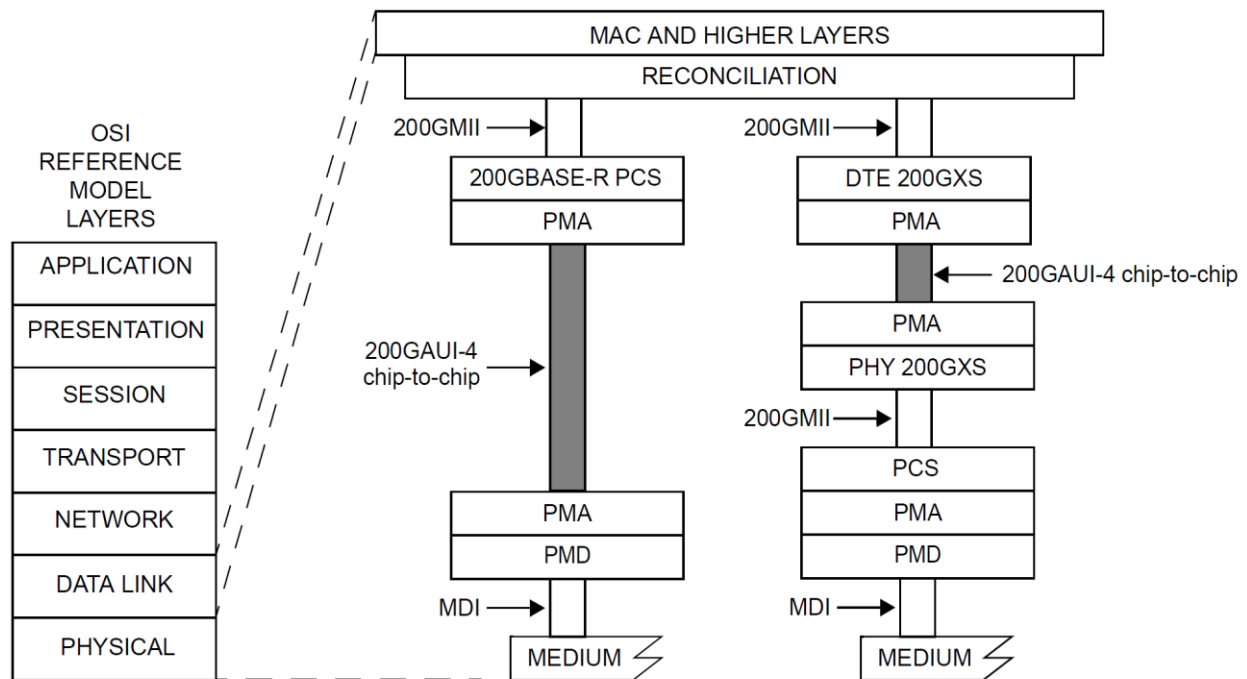 MAC AND HIGHER LAYERS
RECONCILIATION
OSI
REFERENCE
MODEL
LAYERS
APPLICATION
PRESENTATION
SESSION
TRANSPORT
NETWORK
DATA LINK
PHYSICAL
200GMII
200GBASE-R PCS
PMA
200GAUI-4
chip-to-chip
PMA
PMD
MDI
MEDIUM
200GMII
DTE 200GXS
PMA
200GAUI-4 chip-to-chip
PMA
PHY 200GXS
200GMII
PCS
PMA
PMD
MDI
MEDIUM